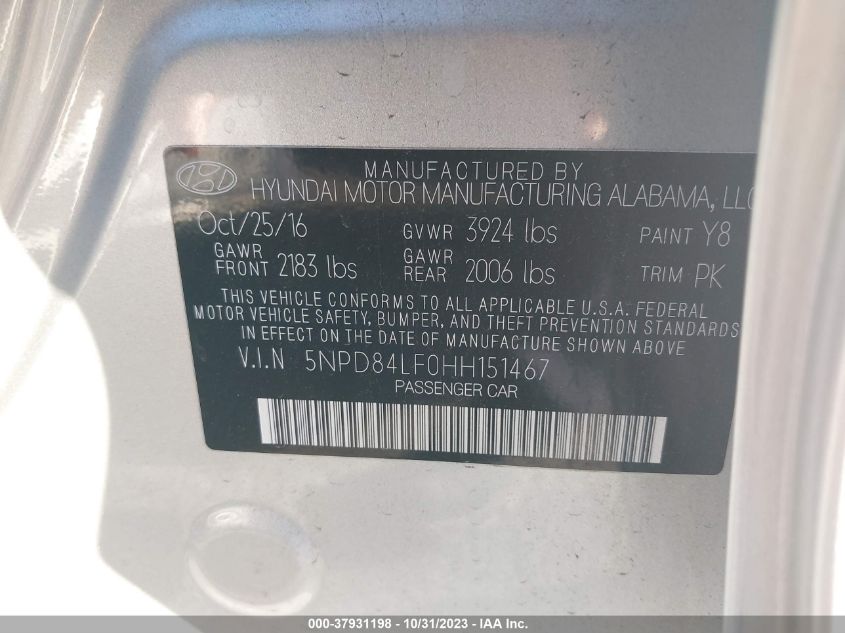 MANUFACTURED BY
HYUNDAI MOTOR MANUFACTURING ALABAMA, LLC
Oct/25/16 GVWR 3924 lbs PAINT Y8
GAWR FRONT 2183 lbs GAWR REAR 2006 lbs TRIM PK
THIS VEHICLE CONFORMS TO ALL APPLICABLE U.S.A. FEDERAL
MOTOR VEHICLE SAFETY, BUMPER, AND THEFT PREVENTION STANDARDS
IN EFFECT ON THE DATE OF MANUFACTURE SHOWN ABOVE
V.I.N 5NPD84LF0HH151467
PASSENGER CAR
000-37931198 - 10/31/2023 - IAA Inc.